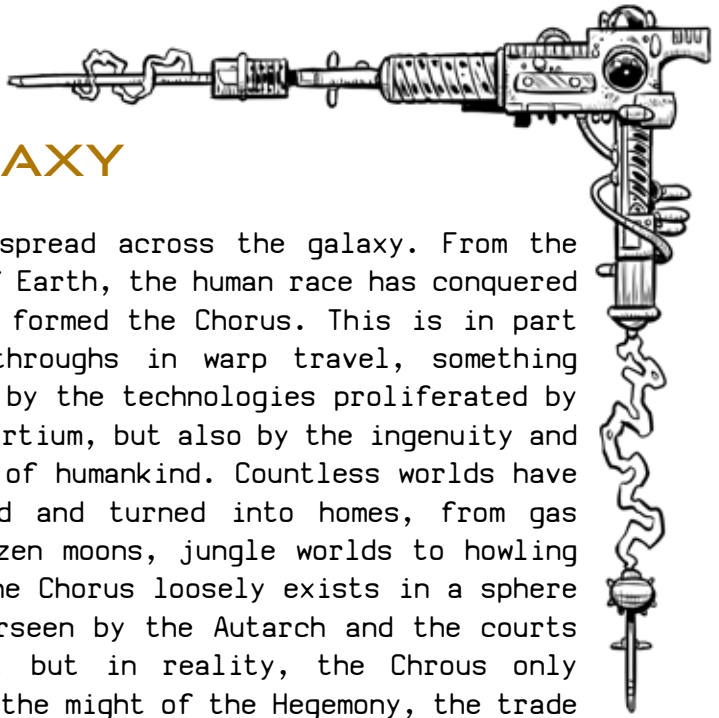 AXY
spread across the galaxy. From the
Earth, the human race has conquered
formed the Chorus. This is in part
throughs in warp travel, something
by the technologies proliferated by
rtium, but also by the ingenuity and
of humankind. Countless worlds have
d and turned into homes, from gas
zen moons, jungle worlds to howling
he Chorus loosely exists in a sphere
rseen by the Autarch and the courts
but in reality, the Chrous only
the might of the Hegemony, the trade